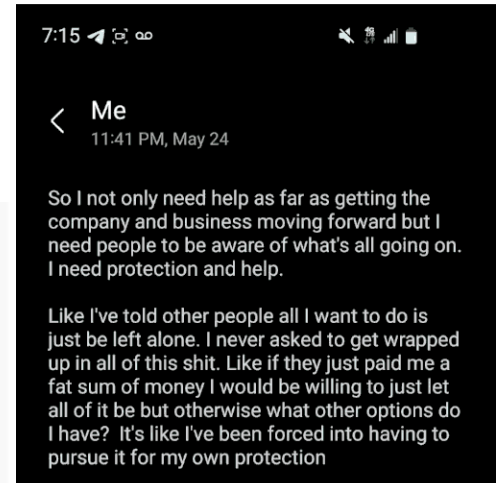 7:15
Me
11:41 PM, May 24
So I not only need help as far as getting the
company and business moving forward but I
need people to be aware of what's all going on.
I need protection and help.
Like I've told other people all I want to do is
just be left alone. I never asked to get wrapped
up in all of this shit. Like if they just paid me a
fat sum of money I would be willing to just let
all of it be but otherwise what other options do
I have?  It's like I've been forced into having to
pursue it for my own protection